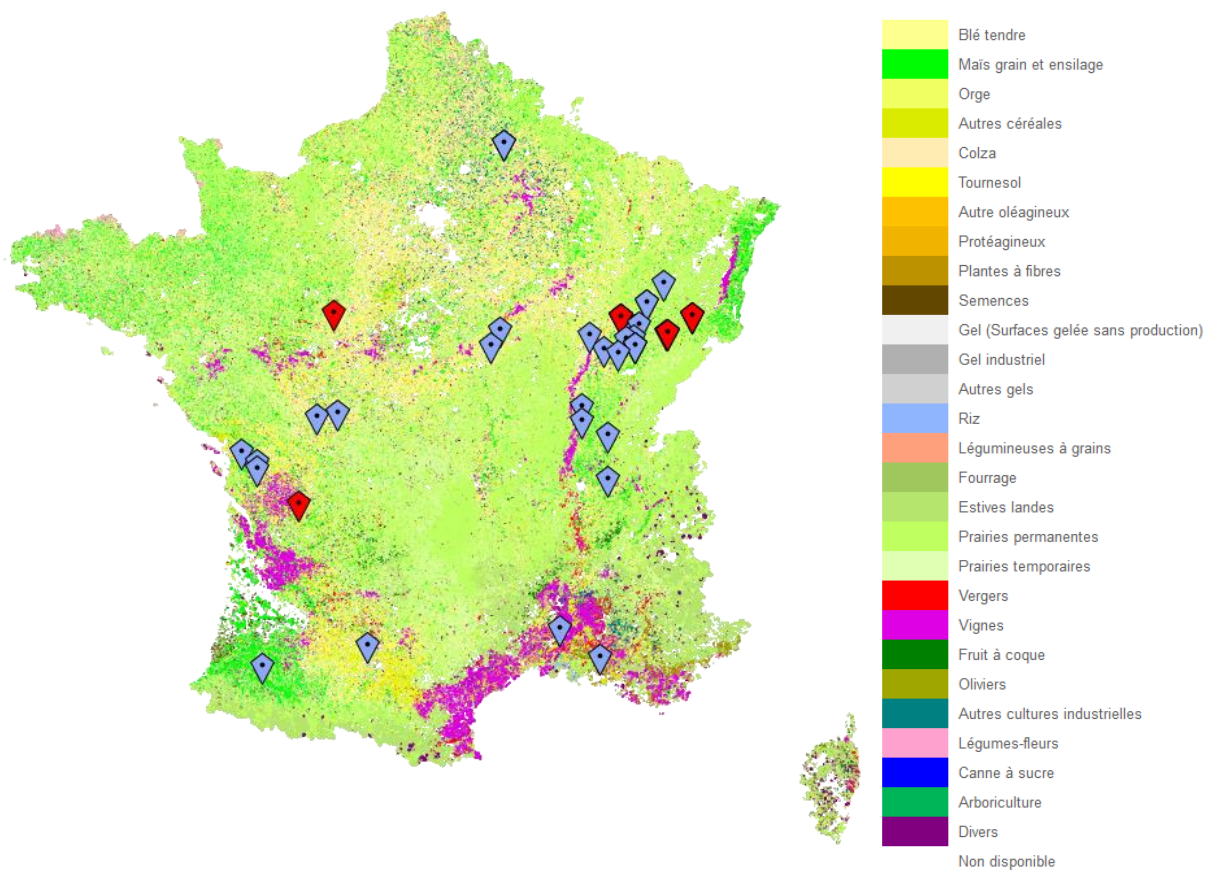 Blé tendre
Maïs grain et ensilage
Orge
Autres céréales
Colza
Tournesol
Autre oléagineux
Protéagineux
Plantes à fibres
Semences
Gel (Surfaces gelée sans production)
Gel industriel
Autres gels
Riz
Légumineuses à grains
Fourrage
Estives landes
Prairies permanentes
Prairies temporaires
Vergers
Vignes
Fruit à coque
Oliviers
Autres cultures industrielles
Légumes-fleurs
Canne à sucre
Arboriculture
Divers
Non disponible